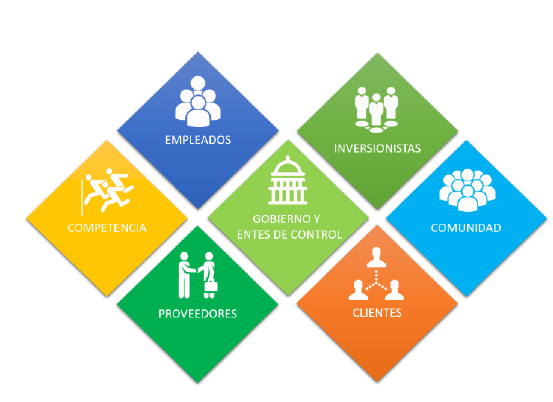 EMPLEADOS
INVERSIONISTAS
COMPETENCIA
GOBIERNO Y
ENTES DE CONTROL
COMUNIDAD
PROVEEDORES
CLIENTES